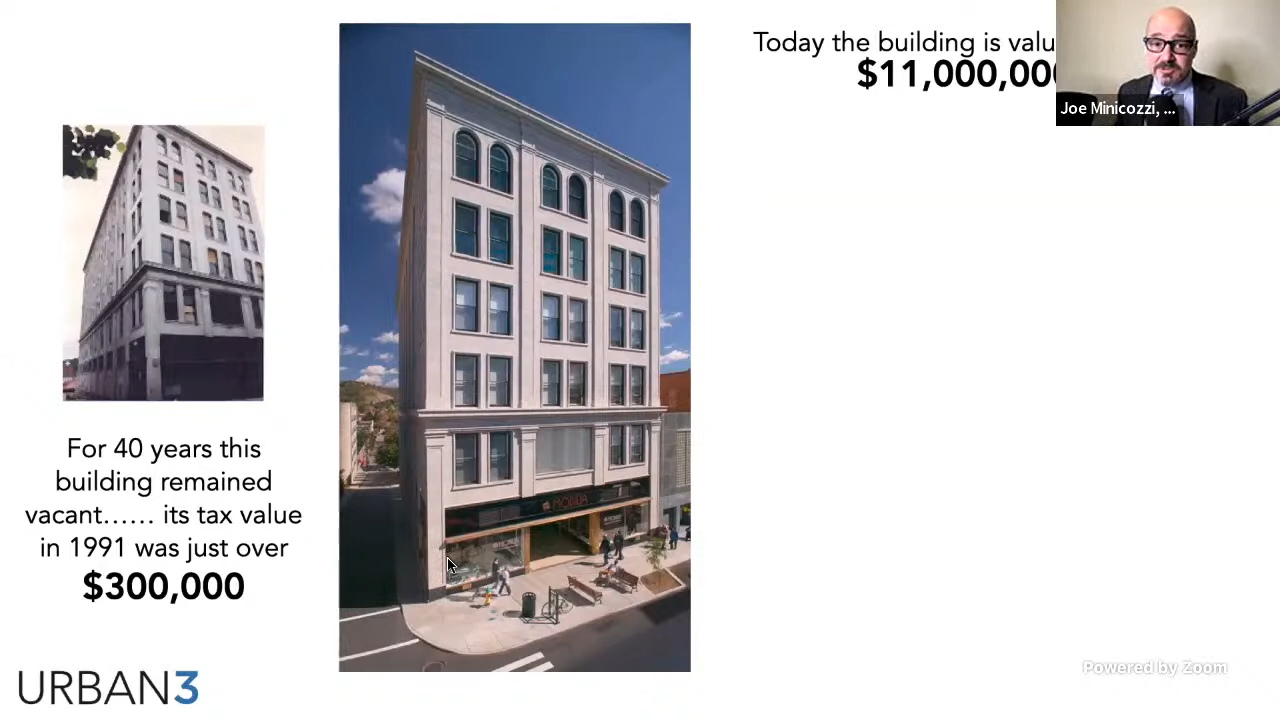 Today the building is valu
$11,000,00
Joe Minicozzi, ...
For 40 years this
building remained
vacant…… its tax value
in 1991 was just over
$300,000
MOBILIA
URBAN3
Powered by Zoom